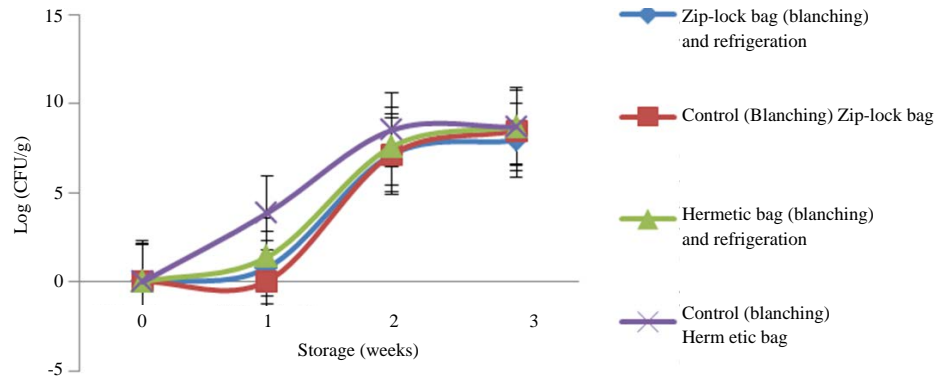 15
10
5
0
-5
Log (CFU/g)
0 1 2 3
Storage (weeks)
Zip-lock bag (blanching)
and refrigeration
Control (Blanching) Zip-lock bag
Hermetic bag (blanching)
and refrigeration
Control (blanching)
Herm etic bag